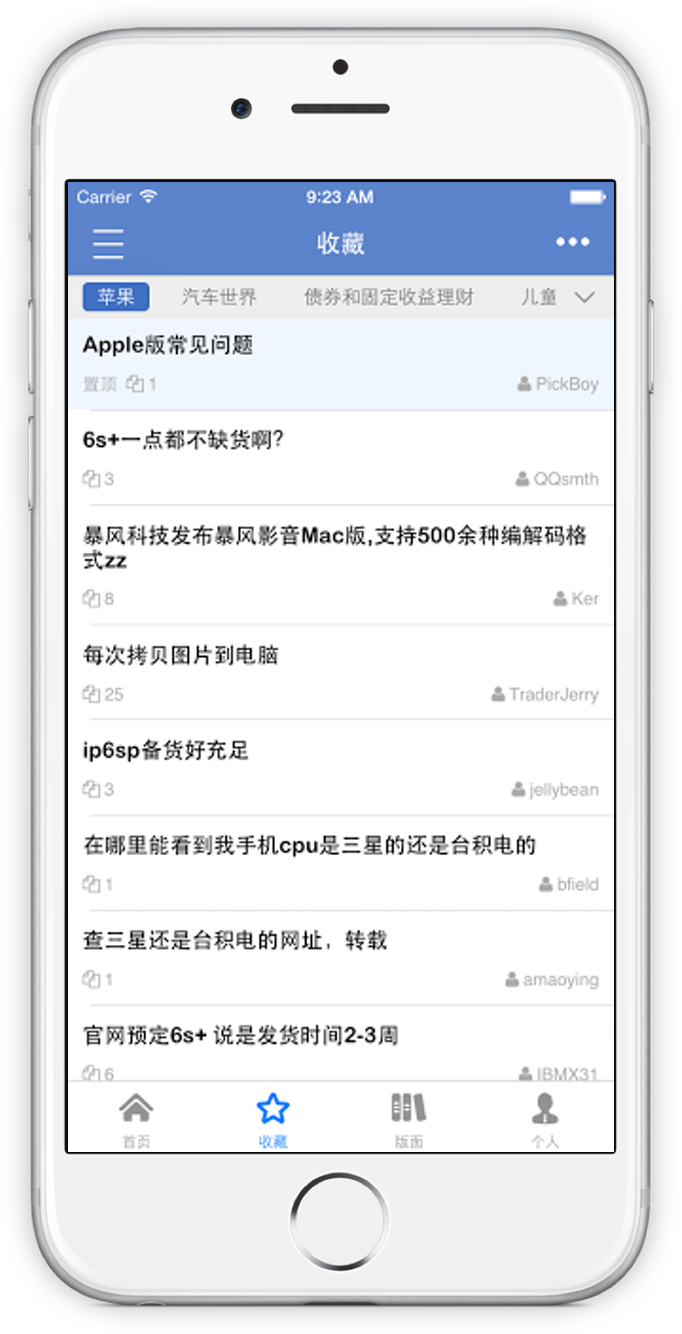 Carrier 9:23 AM
收藏
苹果 汽车世界 债券和固定收益理财 儿童
Apple版常见问题
置顶 1 PickBoy
6s+一点都不缺货啊?
3 QQsmth
暴风科技发布暴风影音Mac版,支持500余种编解码格
式zz
8 Ker
每次拷贝图片到电脑
25 TraderJerry
ip6sp备货好充足
3 jellybean
在哪里能看到我手机cpu是三星的还是台积电的
1 bfield
查三星还是台积电的网址，转载
1 amaoying
官网预定6s+ 说是发货时间2-3周
6 IBMX31
首页 收藏 版面 个人